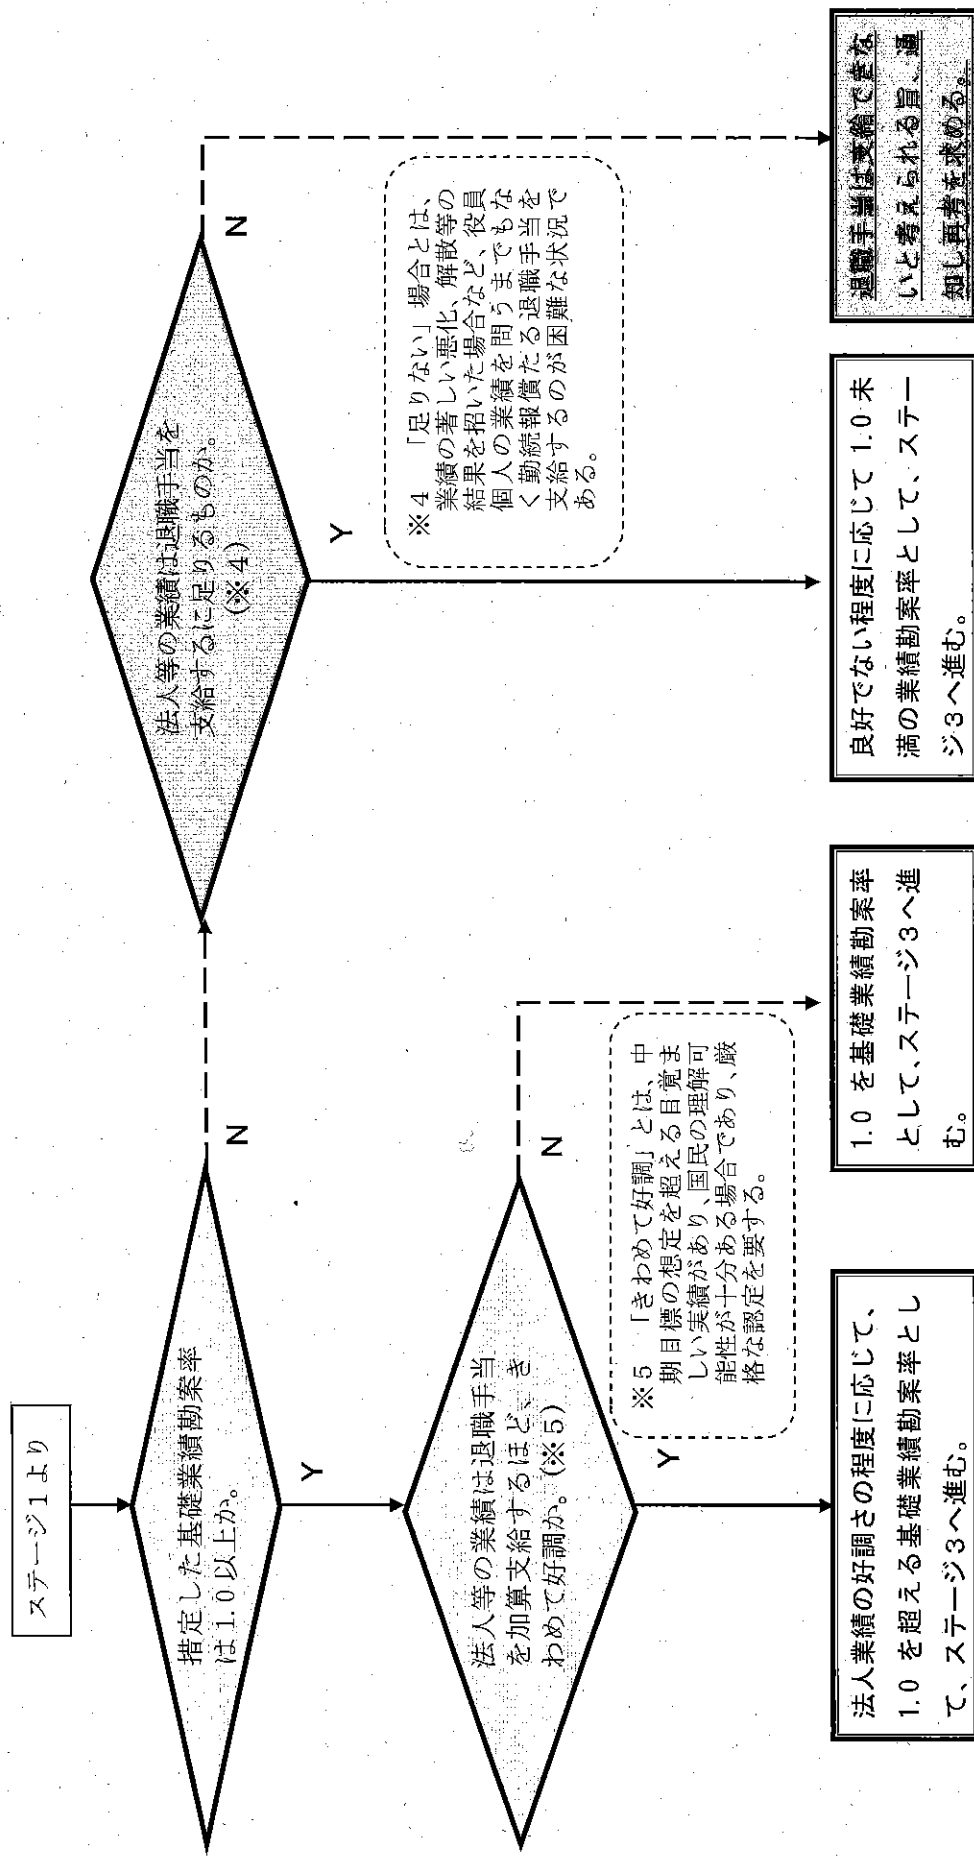 ステージ1より
措定した基礎業績勘案率
は1.0以上か。
N
Y
法人等の業績は退職手当を
支給するに足りるものか。
(※4)
N
Y
※4　「足りない」場合とは、
業績の著しい悪化、解散等の
結果を招いた場合など、役員
個人の業績を問うまでもな
く勤続報償たる退職手当を
支給するのが困難な状況で
ある。
法人等の業績は退職手当
を加算支給するほど、き
わめて好調か。(※5)
N
Y
※5　「きわめて好調」とは、中
期目標の想定を超える目覚ま
しい実績があり、国民の理解可
能性が十分ある場合であり、厳
格な認定を要する。
法人業績の好調さの程度に応じて、
1.0 を超える基礎業績勘案率とし
て、ステージ3へ進む。
1.0 を基礎業績勘案率
として、ステージ3へ進
む。
良好でない程度に応じて 1.0 未
満の業績勘案率として、ステー
ジ3へ進む。
退職手当は支給できな
いと考えられる旨、通
知し再考を求める。